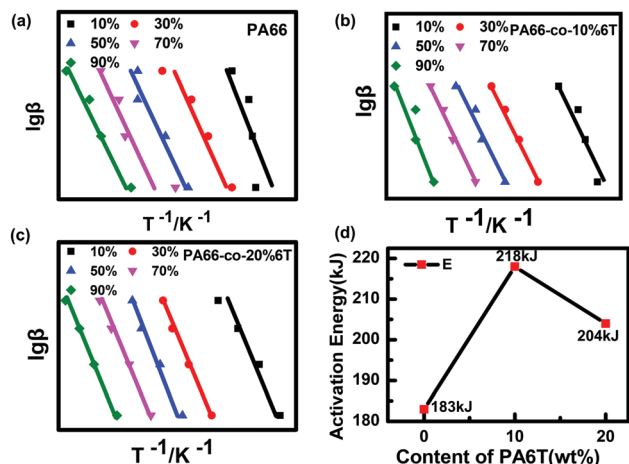 (a)
10% 30% PA66
50% 70%
90%
lgβ
T⁻¹/K⁻¹
(b)
10% 30% PA66-co-10%6T
50% 70%
90%
lgβ
T⁻¹/K⁻¹
(c)
10% 30% PA66-co-20%6T
50% 70%
90%
lgβ
T⁻¹/K⁻¹
(d)
E
218kJ
204kJ
183kJ
Activation Energy(kJ)
220
210
200
190
180
0 10 20
Content of PA6T(wt%)